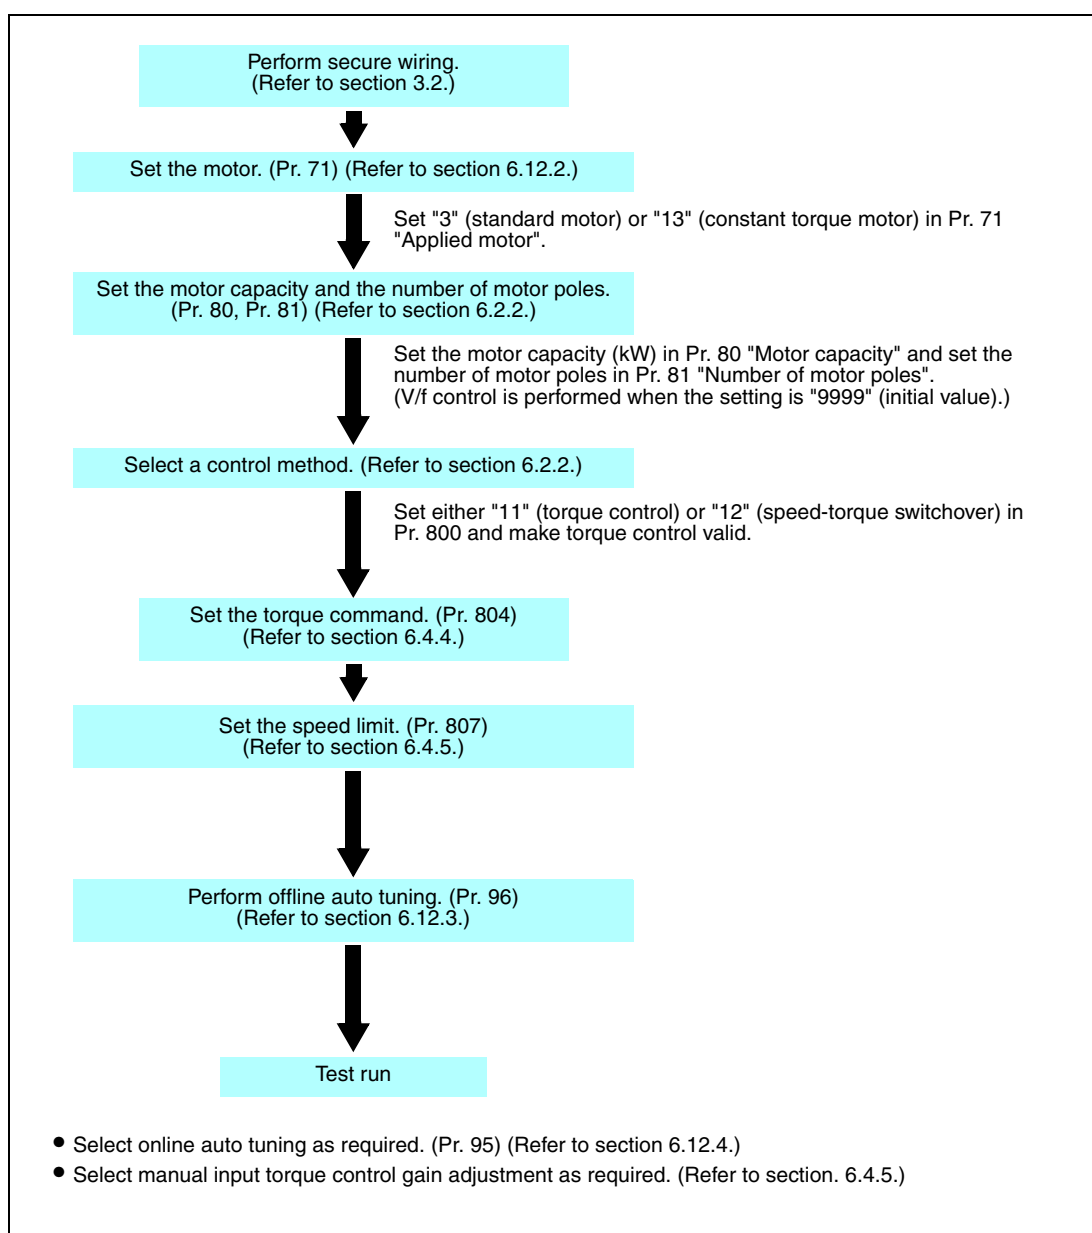 Perform secure wiring.
(Refer to section 3.2.)
Set the motor. (Pr. 71) (Refer to section 6.12.2.)
Set "3" (standard motor) or "13" (constant torque motor) in Pr. 71
"Applied motor".
Set the motor capacity and the number of motor poles.
(Pr. 80, Pr. 81) (Refer to section 6.2.2.)
Set the motor capacity (kW) in Pr. 80 "Motor capacity" and set the
number of motor poles in Pr. 81 "Number of motor poles".
(V/f control is performed when the setting is "9999" (initial value).)
Select a control method. (Refer to section 6.2.2.)
Set either "11" (torque control) or "12" (speed-torque switchover) in
Pr. 800 and make torque control valid.
Set the torque command. (Pr. 804)
(Refer to section 6.4.4.)
Set the speed limit. (Pr. 807)
(Refer to section 6.4.5.)
Perform offline auto tuning. (Pr. 96)
(Refer to section 6.12.3.)
Test run
● Select online auto tuning as required. (Pr. 95) (Refer to section 6.12.4.)
● Select manual input torque control gain adjustment as required. (Refer to section. 6.4.5.)